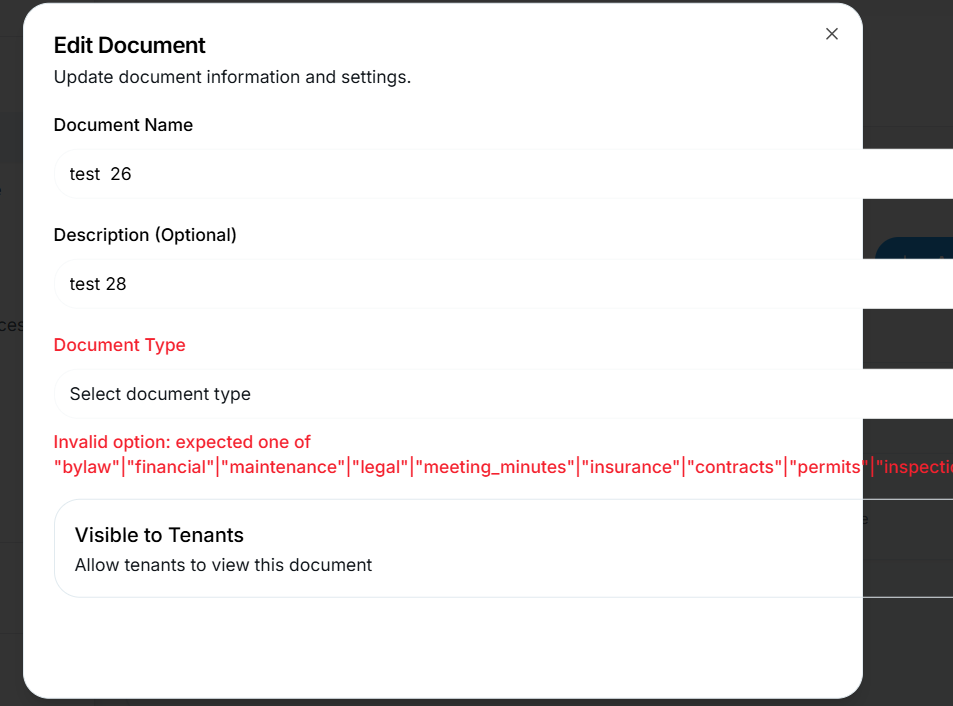 Edit Document
Update document information and settings.
Document Name
test  26
Description (Optional)
test 28
Document Type
Select document type
Invalid option: expected one of
"bylaw"|"financial"|"maintenance"|"legal"|"meeting_minutes"|"insurance"|"contracts"|"permits"|"inspectio
Visible to Tenants
Allow tenants to view this document